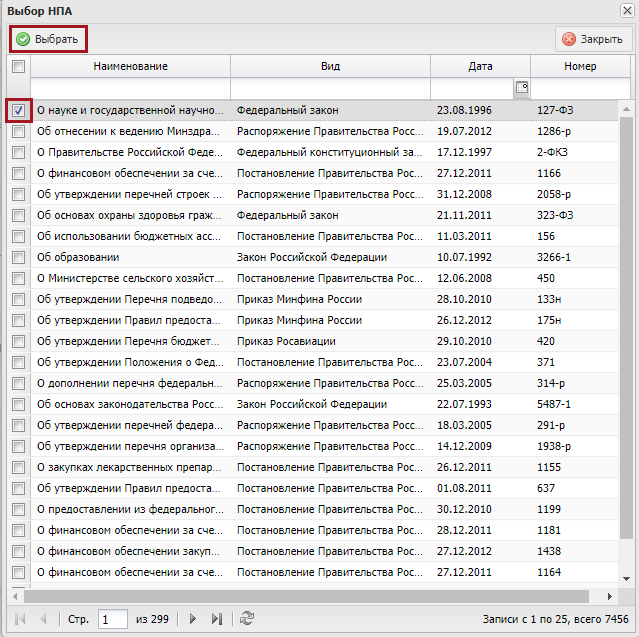 Выбор НПА
Выбрать Закрыть
Наименование Вид Дата Номер
О науке и государственной научно... Федеральный закон 23.08.1996 127-ФЗ
Об отнесении к ведению Минздра... Распоряжение Правительства Росс... 19.07.2012 1286-р
О Правительстве Российской Феде... Федеральный конституционный за... 17.12.1997 2-ФКЗ
О финансовом обеспечении за сче... Постановление Правительства Рос... 27.12.2011 1166
Об утверждении перечней строек ... Распоряжение Правительства Росс... 31.12.2008 2058-р
Об основах охраны здоровья граж... Федеральный закон 21.11.2011 323-ФЗ
Об использовании бюджетных асс... Постановление Правительства Рос... 11.03.2011 156
Об образовании Закон Российской Федерации 10.07.1992 3266-1
О Министерстве сельского хозяйст... Постановление Правительства Рос... 12.06.2008 450
Об утверждении Перечня подведо... Приказ Минфина России 28.10.2010 133н
Об утверждении Правил предоста... Приказ Минфина России 26.12.2012 175н
Об утверждении Перечня бюджет... Приказ Росавиации 29.10.2010 420
Об утверждении Положения о Фед... Постановление Правительства Рос... 23.07.2004 371
О дополнении перечня федеральн... Распоряжение Правительства Росс... 25.03.2005 314-р
Об основах законодательства Росс... Закон Российской Федерации 22.07.1993 5487-1
Об утверждении перечней федера... Распоряжение Правительства Росс... 18.03.2005 291-р
Об утверждении перечня организа... Распоряжение Правительства Росс... 14.12.2009 1938-р
О закупках лекарственных препар... Постановление Правительства Рос... 26.12.2011 1155
Об утверждении Правил предоста... Постановление Правительства Рос... 01.08.2011 637
О предоставлении из федеральног... Постановление Правительства Рос... 30.12.2010 1199
О финансовом обеспечении за сче... Постановление Правительства Рос... 28.12.2011 1181
О финансовом обеспечении закуп... Постановление Правительства Рос... 27.12.2012 1438
О финансовом обеспечении за сче... Постановление Правительства Рос... 27.12.2011 1164
Стр. 1 из 299 Записи с 1 по 25, всего 7456